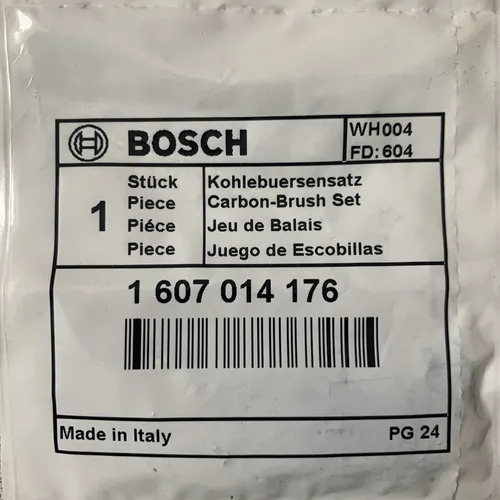 BOSCH
WH004
FD: 604
1
Stück Kohlebuersensatz
Piece Carbon-Brush Set
Piéce Jeu de Balais
Piece Juego de Escobillas
1 607 014 176
Made in Italy PG 24